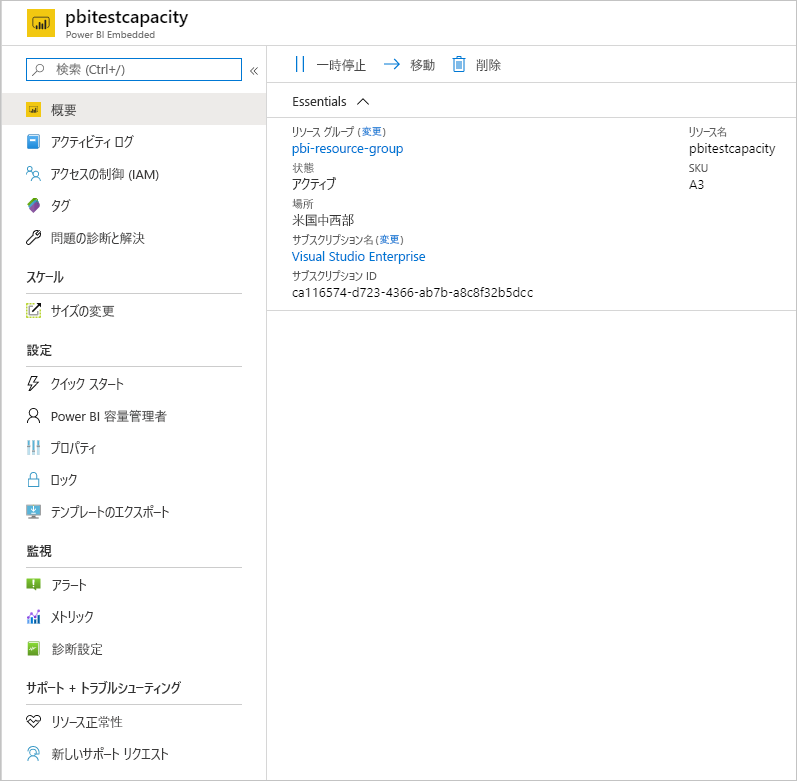 pbitestcapacity
Power BI Embedded
検索 (Ctrl+/)
«
概要
アクティビティ ログ
アクセスの制御 (IAM)
タグ
問題の診断と解決
スケール
サイズの変更
設定
クイック スタート
Power BI 容量管理者
プロパティ
ロック
テンプレートのエクスポート
監視
アラート
メトリック
診断設定
サポート + トラブルシューティング
リソース正常性
新しいサポート リクエスト
一時停止 移動 削除
Essentials
リソース グループ (変更)
pbi-resource-group
状態
アクティブ
場所
米国中西部
サブスクリプション名 (変更)
Visual Studio Enterprise
サブスクリプション ID
ca116574-d723-4366-ab7b-a8c8f32b5dcc
リソース名
pbitestcapacity
SKU
A3